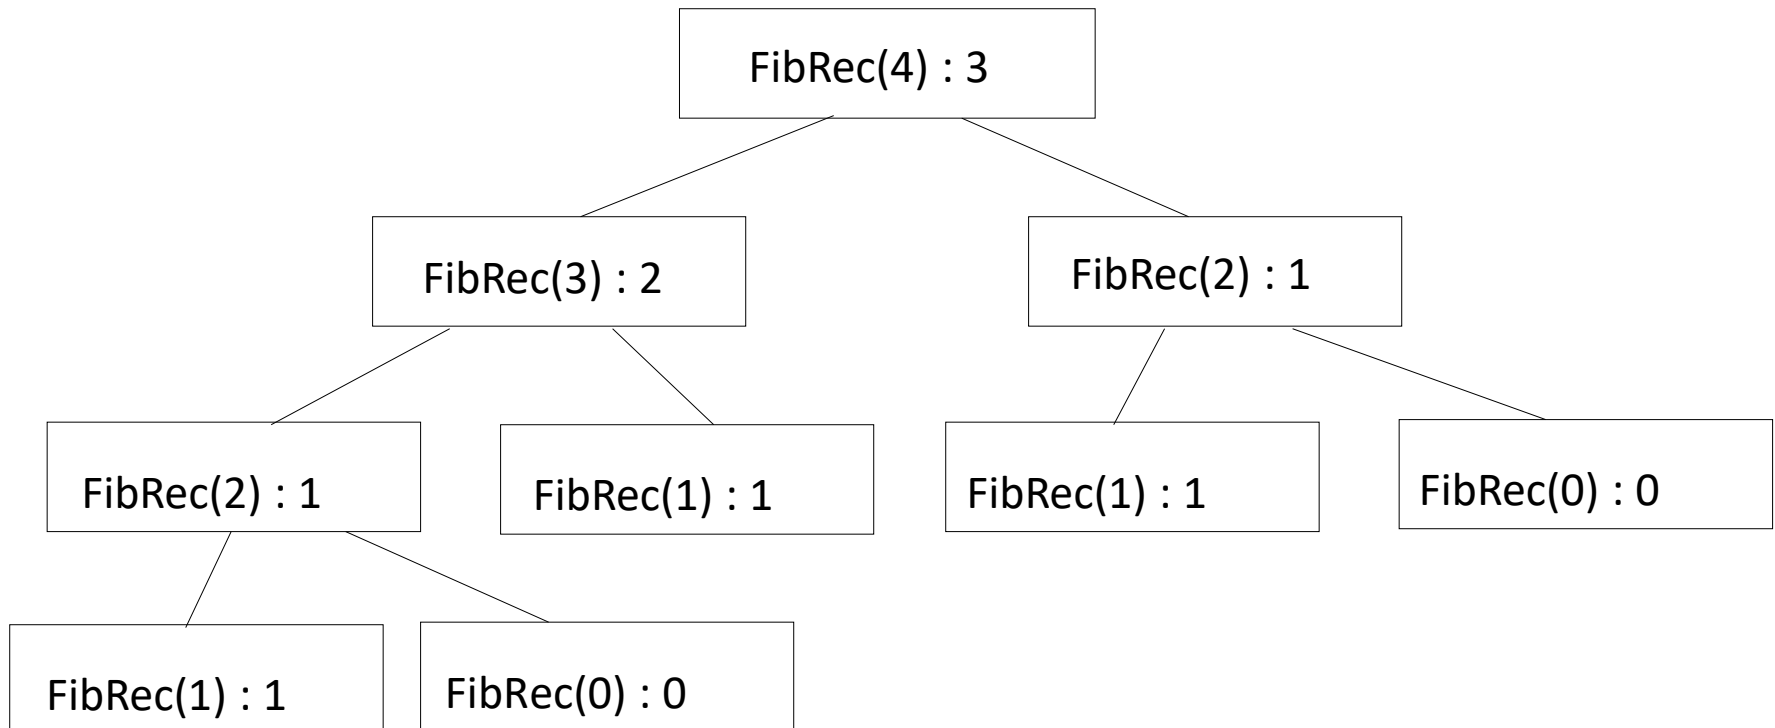 FibRec(4) : 3
FibRec(3) : 2
FibRec(2) : 1
FibRec(2) : 1
FibRec(1) : 1
FibRec(1) : 1
FibRec(0) : 0
FibRec(1) : 1
FibRec(0) : 0